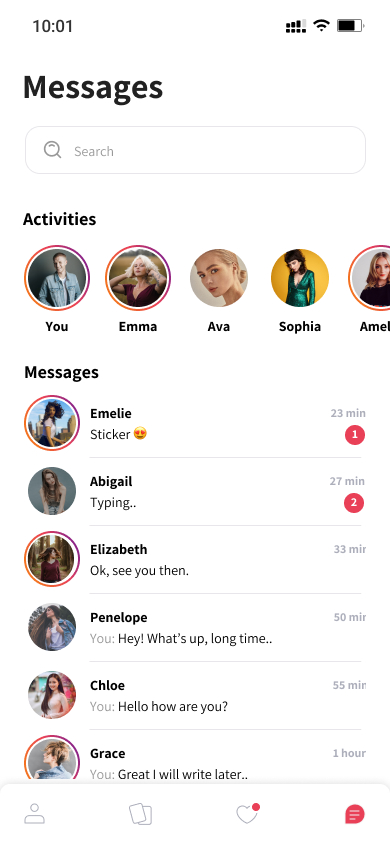 10:01
Messages
Search
Activities
You
Emma
Ava
Sophia
Amel
Messages
Emelie
23 min
Sticker 😍
1
Abigail
27 min
Typing..
2
Elizabeth
33 min
Ok, see you then.
Penelope
50 min
You: Hey! What’s up, long time..
Chloe
55 min
You: Hello how are you?
Grace
1 hour
You: Great I will write later..